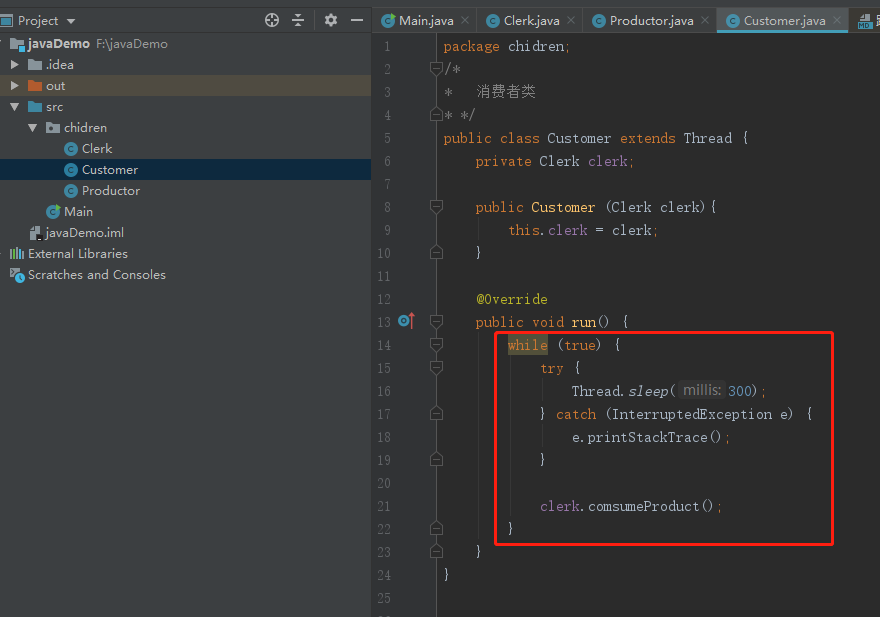 Project
javaDemo F:\javaDemo
.idea
out
src
chidren
Clerk
Customer
Productor
Main
javaDemo.iml
External Libraries
Scratches and Consoles
Main.java
Clerk.java
Productor.java
Customer.java
MD
1 package chidren;
2 /*
3 * 消费者类
4 * */
5 public class Customer extends Thread {
6 private Clerk clerk;
7
8 public Customer (Clerk clerk){
9 this.clerk = clerk;
10 }
11
12 @Override
13 public void run() {
14 while (true) {
15 try {
16 Thread.sleep( millis: 300);
17 } catch (InterruptedException e) {
18 e.printStackTrace();
19 }
20
21 clerk.comsumeProduct();
22 }
23 }
24 }
25